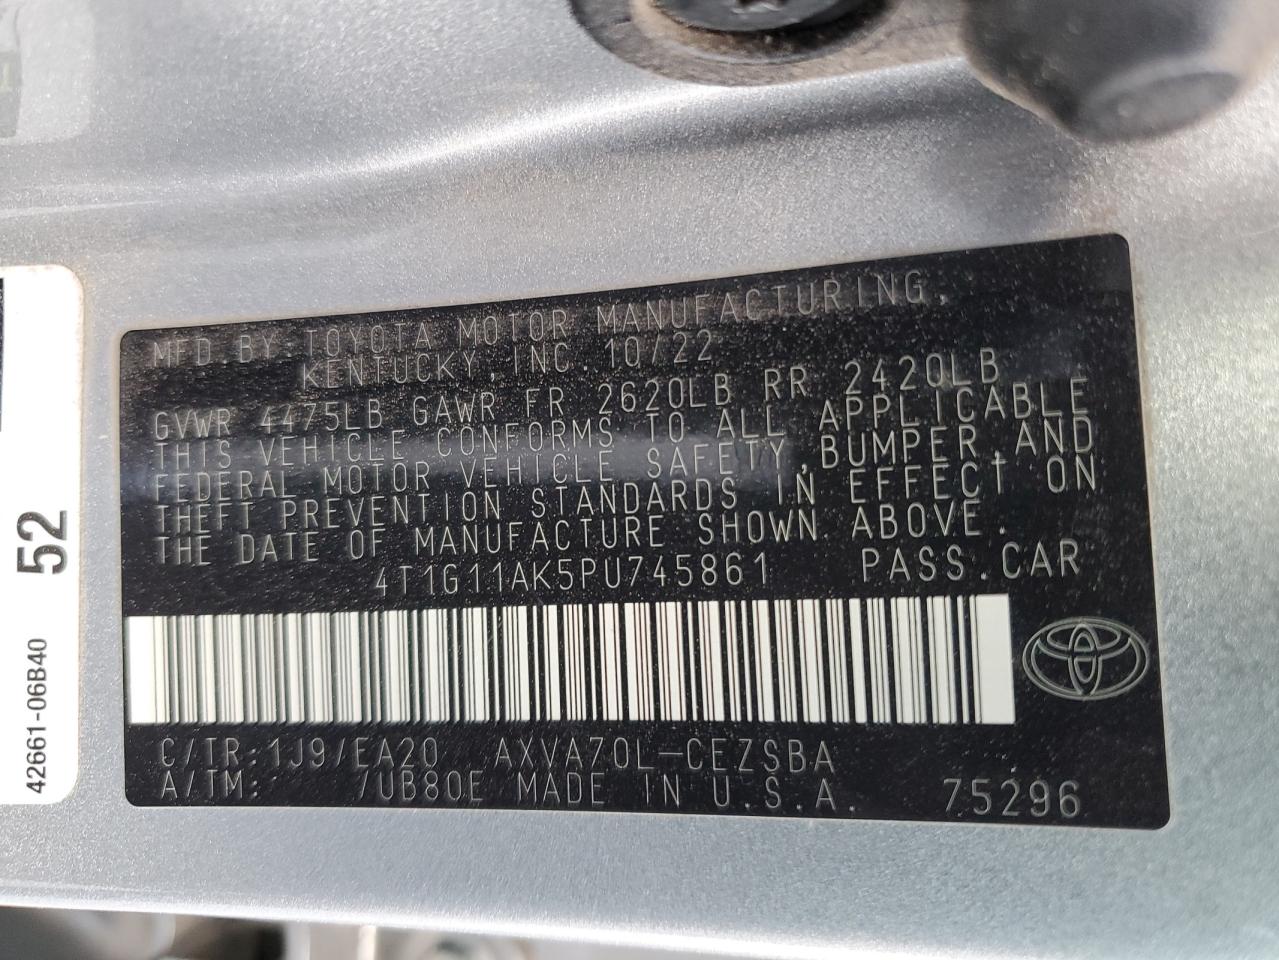 MFD. BY TOYOTA MOTOR MANUFACTURING,
KENTUCKY, INC. 10/22
GVWR 4475LB GAWR FR 2620LB RR 2420LB
THIS VEHICLE CONFORMS TO ALL APPLICABLE
FEDERAL MOTOR VEHICLE SAFETY, BUMPER, AND
THEFT PREVENTION STANDARDS IN EFFECT ON
THE DATE OF MANUFACTURE SHOWN ABOVE.
4T1G11AK5PU745861 PASS. CAR
C/TR: 1J9/EA20 AXVA70L-CEZSBA
A/TM: /UB80E MADE IN U.S.A. 75296
52
42661-06B40